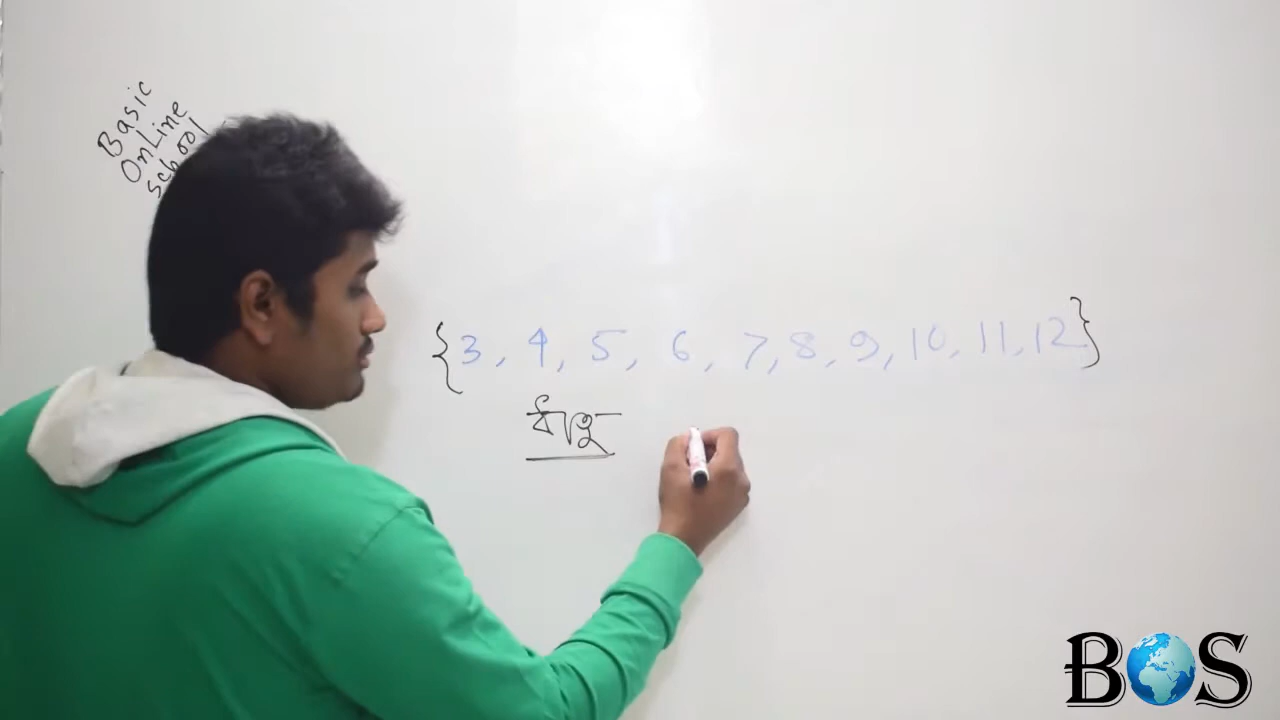 Basic
OnLine
School
{3, 4, 5, 6, 7, 8, 9, 10, 11, 12}
ধাতু
BOS